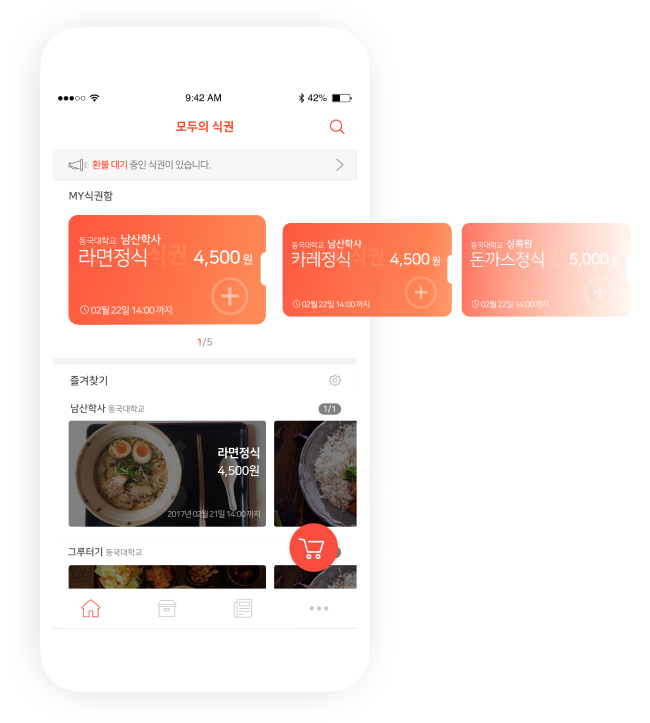 9:42 AM
42%
모두의 식권
환불 대기 중인 식권이 있습니다.
MY식권함
동국대학교 남산학사
라면정식
식권
4,500 원
02월 22일 14:00 까지
동국대학교 남산학사
카레정식
식권
4,500 원
02월 22일 14:00 까지
동국대학교 상록원
돈까스정식
권
5,000 원
02월 22일 14:00 까지
1/5
즐겨찾기
남산학사 동국대학교
1/1
라면정식
4,500원
2017년 02월 21일 14:00 까지
그루터기 동국대학교